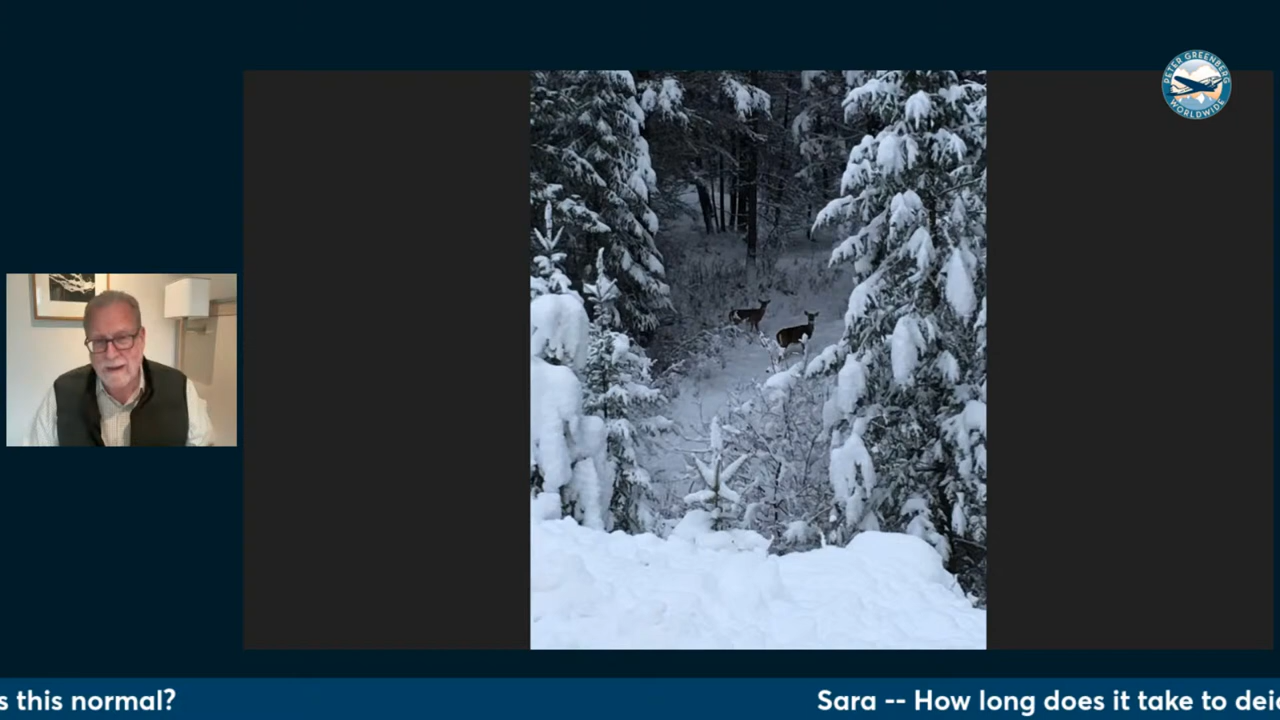 PETER GREENBERG
WORLDWIDE
s this normal?
Sara -- How long does it take to deic